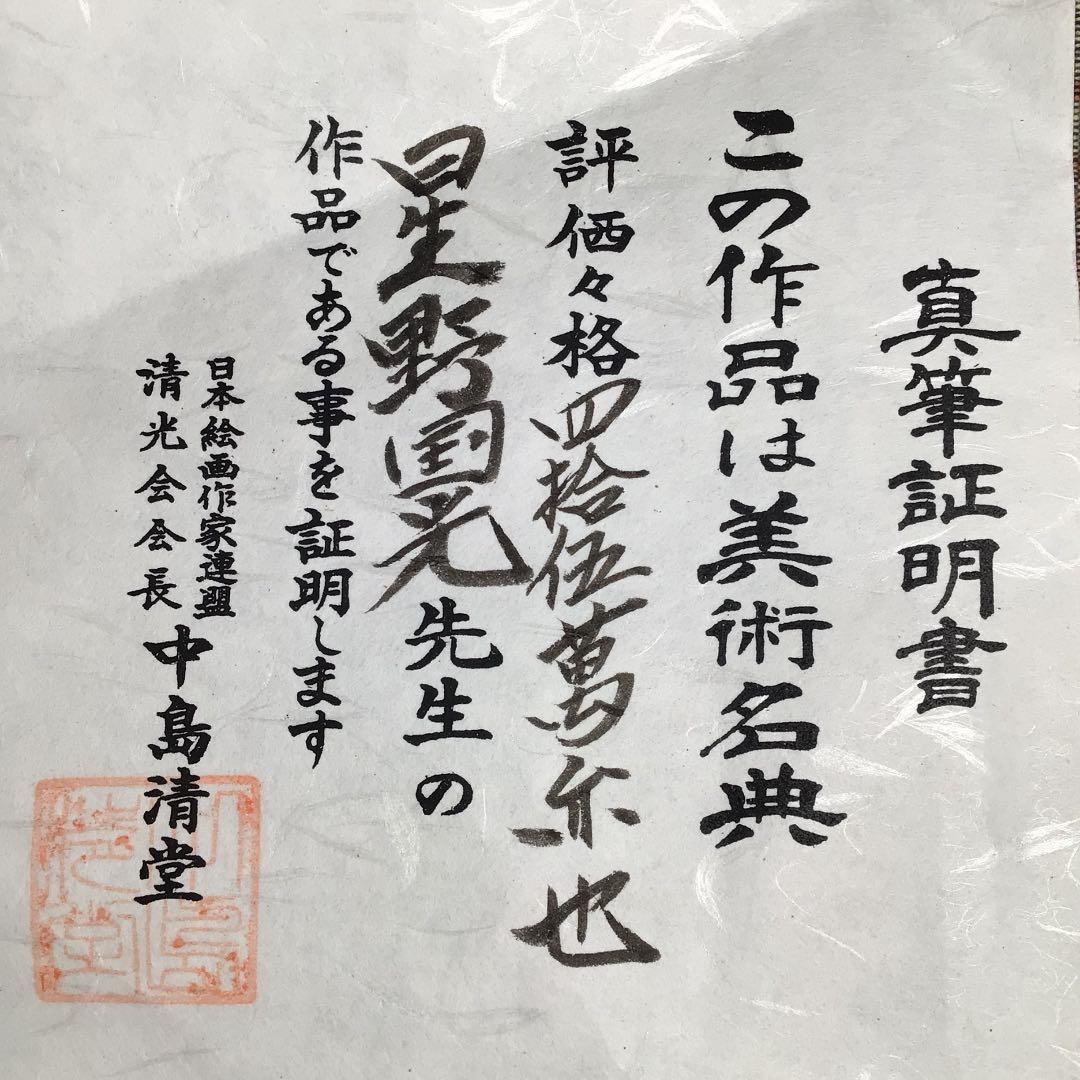 真筆証明書
この作品は美術名典
評価々格四拾伍萬円也
星野国光先生の
作品である事を証明します
日本絵画作家連盟
清光会会長 中島清堂